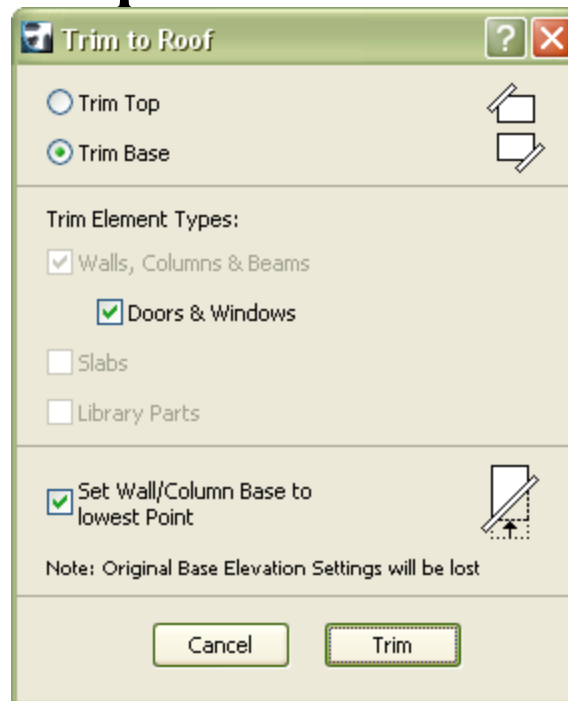 Trim to Roof
Trim Top
Trim Base
Trim Element Types:
Walls, Columns & Beams
Doors & Windows
Slabs
Library Parts
Set Wall/Column Base to
lowest Point
Note: Original Base Elevation Settings will be lost
Cancel Trim